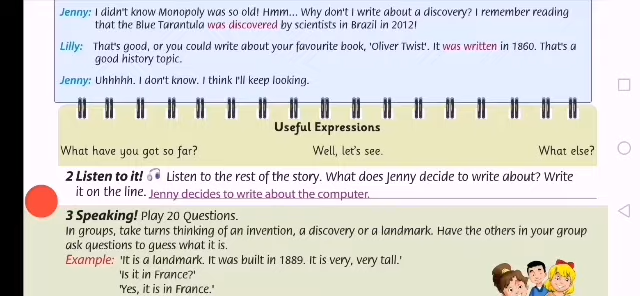 Jenny: I didn't know Monopoly was so old! Hmm... Why don't I write about a discovery? I remember reading
that the Blue Tarantula was discovered by scientists in Brazil in 2012!
Lilly: That's good, or you could write about your favourite book, 'Oliver Twist'. It was written in 1860. That's a
good history topic.
Jenny: Uhhhhh. I don't know. I think I'll keep looking.
Useful Expressions
What have you got so far? Well, let's see. What else?
2 Listen to it! Listen to the rest of the story. What does Jenny decide to write about? Write
it on the line. Jenny decides to write about the computer.
3 Speaking! Play 20 Questions.
In groups, take turns thinking of an invention, a discovery or a landmark. Have the others in your group
ask questions to guess what it is.
Example: 'It is a landmark. It was built in 1889. It is very, very tall.'
'Is it in France?'
'Yes, it is in France.'